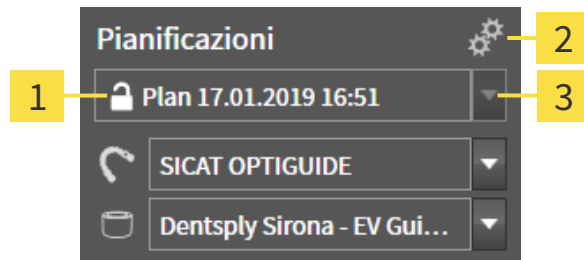 Pianificazioni
2
1
Plan 17.01.2019 16:51
3
SICAT OPTIGUIDE
Dentsply Sirona - EV Gui...